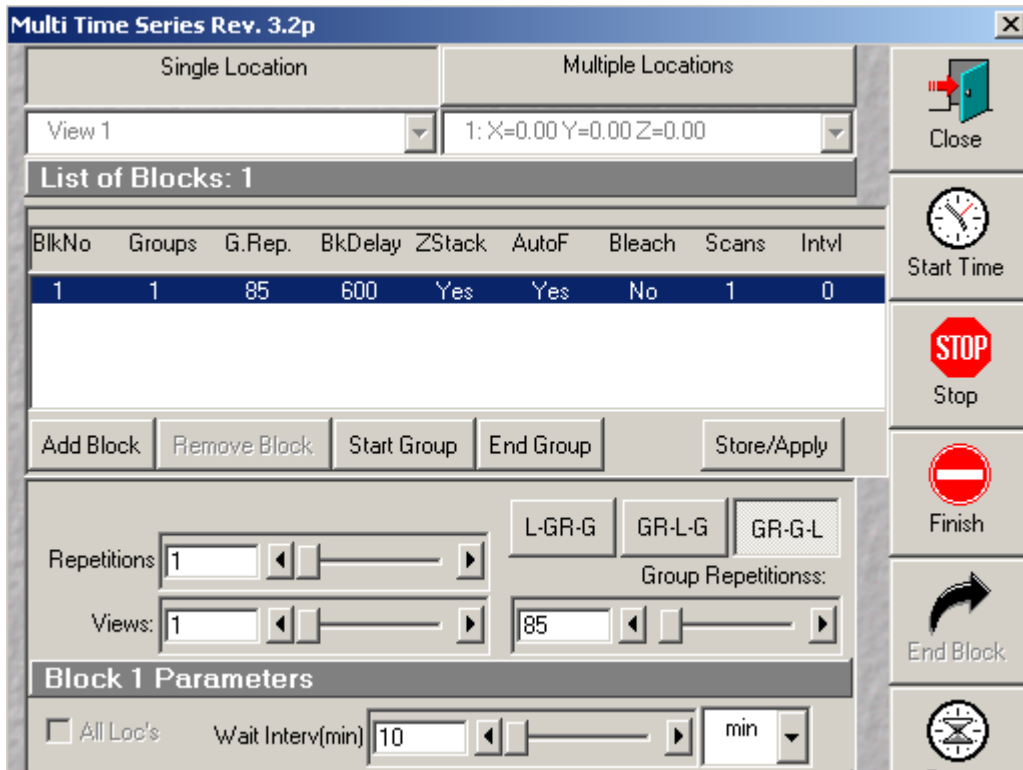 Multi Time Series Rev. 3.2p
Single Location Multiple Locations
View 1 1: X=0.00 Y=0.00 Z=0.00
List of Blocks: 1
BlkNo Groups G.Rep. BkDelay ZStack AutoF Bleach Scans Intvl
1 1 85 600 Yes Yes No 1 0
Add Block Remove Block Start Group End Group Store/Apply
L-GR-G GR-L-G GR-G-L
Repetitions 1
Group Repetitionss:
Views: 1 85
Block 1 Parameters
All Loc's Wait Interv(min) 10 min
Close
Start Time
STOP
Stop
Finish
End Block